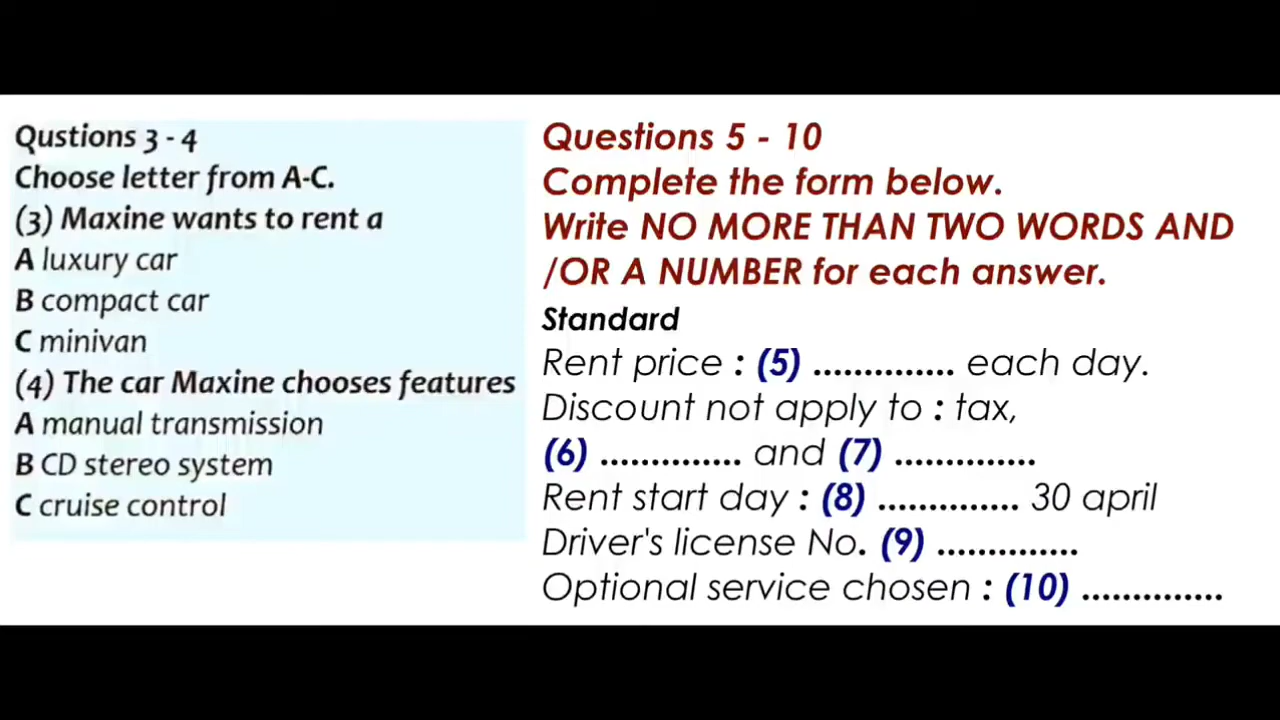 Qustions 3 - 4
Choose letter from A-C.
(3) Maxine wants to rent a
A luxury car
B compact car
C minivan
(4) The car Maxine chooses features
A manual transmission
B CD stereo system
C cruise control
Questions 5 - 10
Complete the form below.
Write NO MORE THAN TWO WORDS AND
/OR A NUMBER for each answer.
Standard
Rent price : (5) .............. each day.
Discount not apply to : tax,
(6) .............. and (7) ..............
Rent start day : (8) .............. 30 april
Driver's license No. (9) ..............
Optional service chosen : (10) ..............